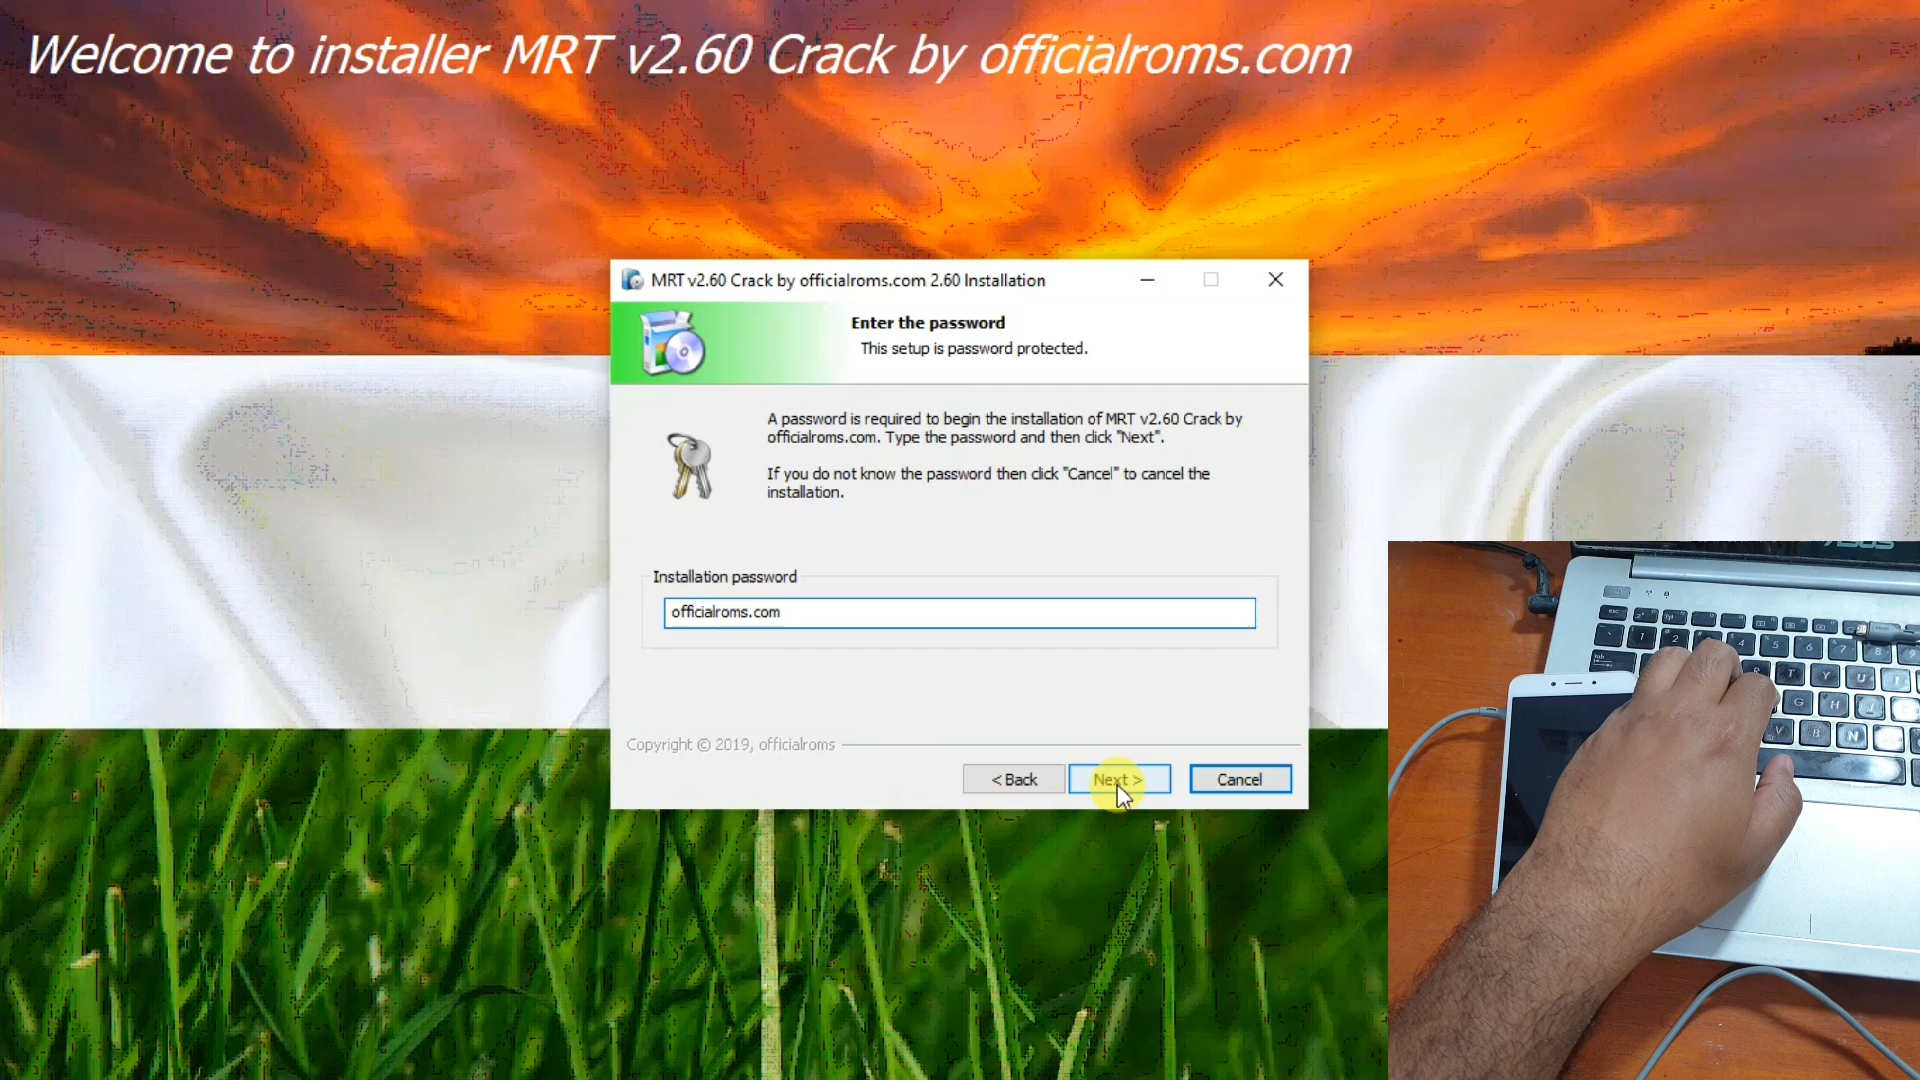 Welcome to installer MRT v2.60 Crack by officialroms.com
MRT v2.60 Crack by officialroms.com 2.60 Installation
Enter the password
This setup is password protected.
A password is required to begin the installation of MRT v2.60 Crack by
officialroms.com. Type the password and then click "Next".
If you do not know the password then click "Cancel" to cancel the
installation.
Installation password
officialroms.com
Copyright © 2019, officialroms
< Back
Next >
Cancel